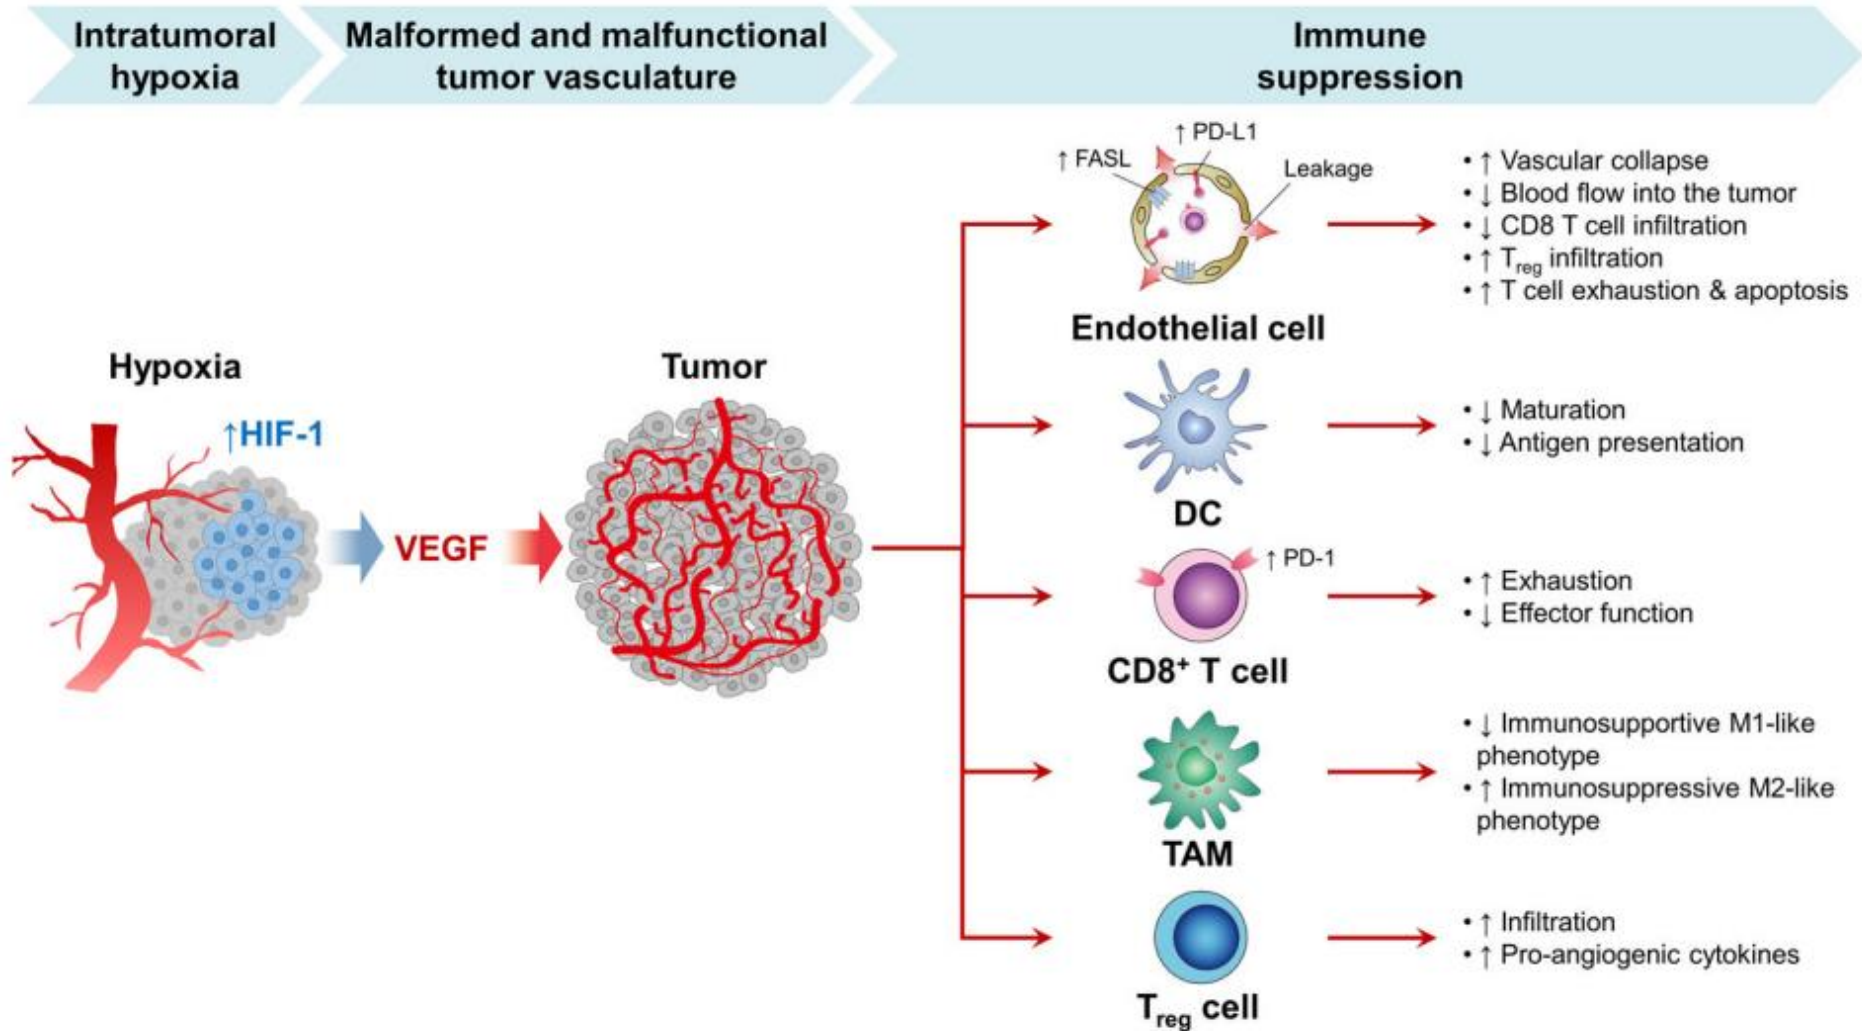 Intratumoral
hypoxia
Malformed and malfunctional
tumor vasculature
Immune
suppression
Hypoxia
↑HIF-1
VEGF
Tumor
↑ FASL
↑ PD-L1
Leakage
Endothelial cell
• ↑ Vascular collapse
• ↓ Blood flow into the tumor
• ↓ CD8 T cell infiltration
• ↑ Treg infiltration
• ↑ T cell exhaustion & apoptosis
DC
• ↓ Maturation
• ↓ Antigen presentation
↑ PD-1
CD8⁺ T cell
• ↑ Exhaustion
• ↓ Effector function
TAM
• ↓ Immunosupportive M1-like
phenotype
• ↑ Immunosuppressive M2-like
phenotype
Treg cell
• ↑ Infiltration
• ↑ Pro-angiogenic cytokines